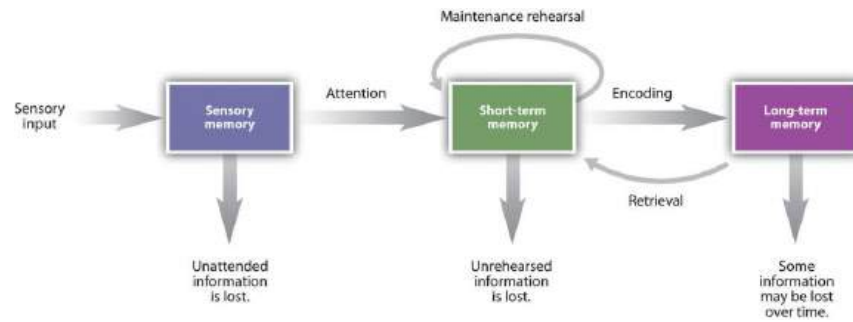 Maintenance rehearsal
Sensory
input
Sensory
memory
Attention
Short-term
memory
Encoding
Long-term
memory
Retrieval
Unattended
information
is lost.
Unrehearsed
information
is lost.
Some
information
may be lost
over time.